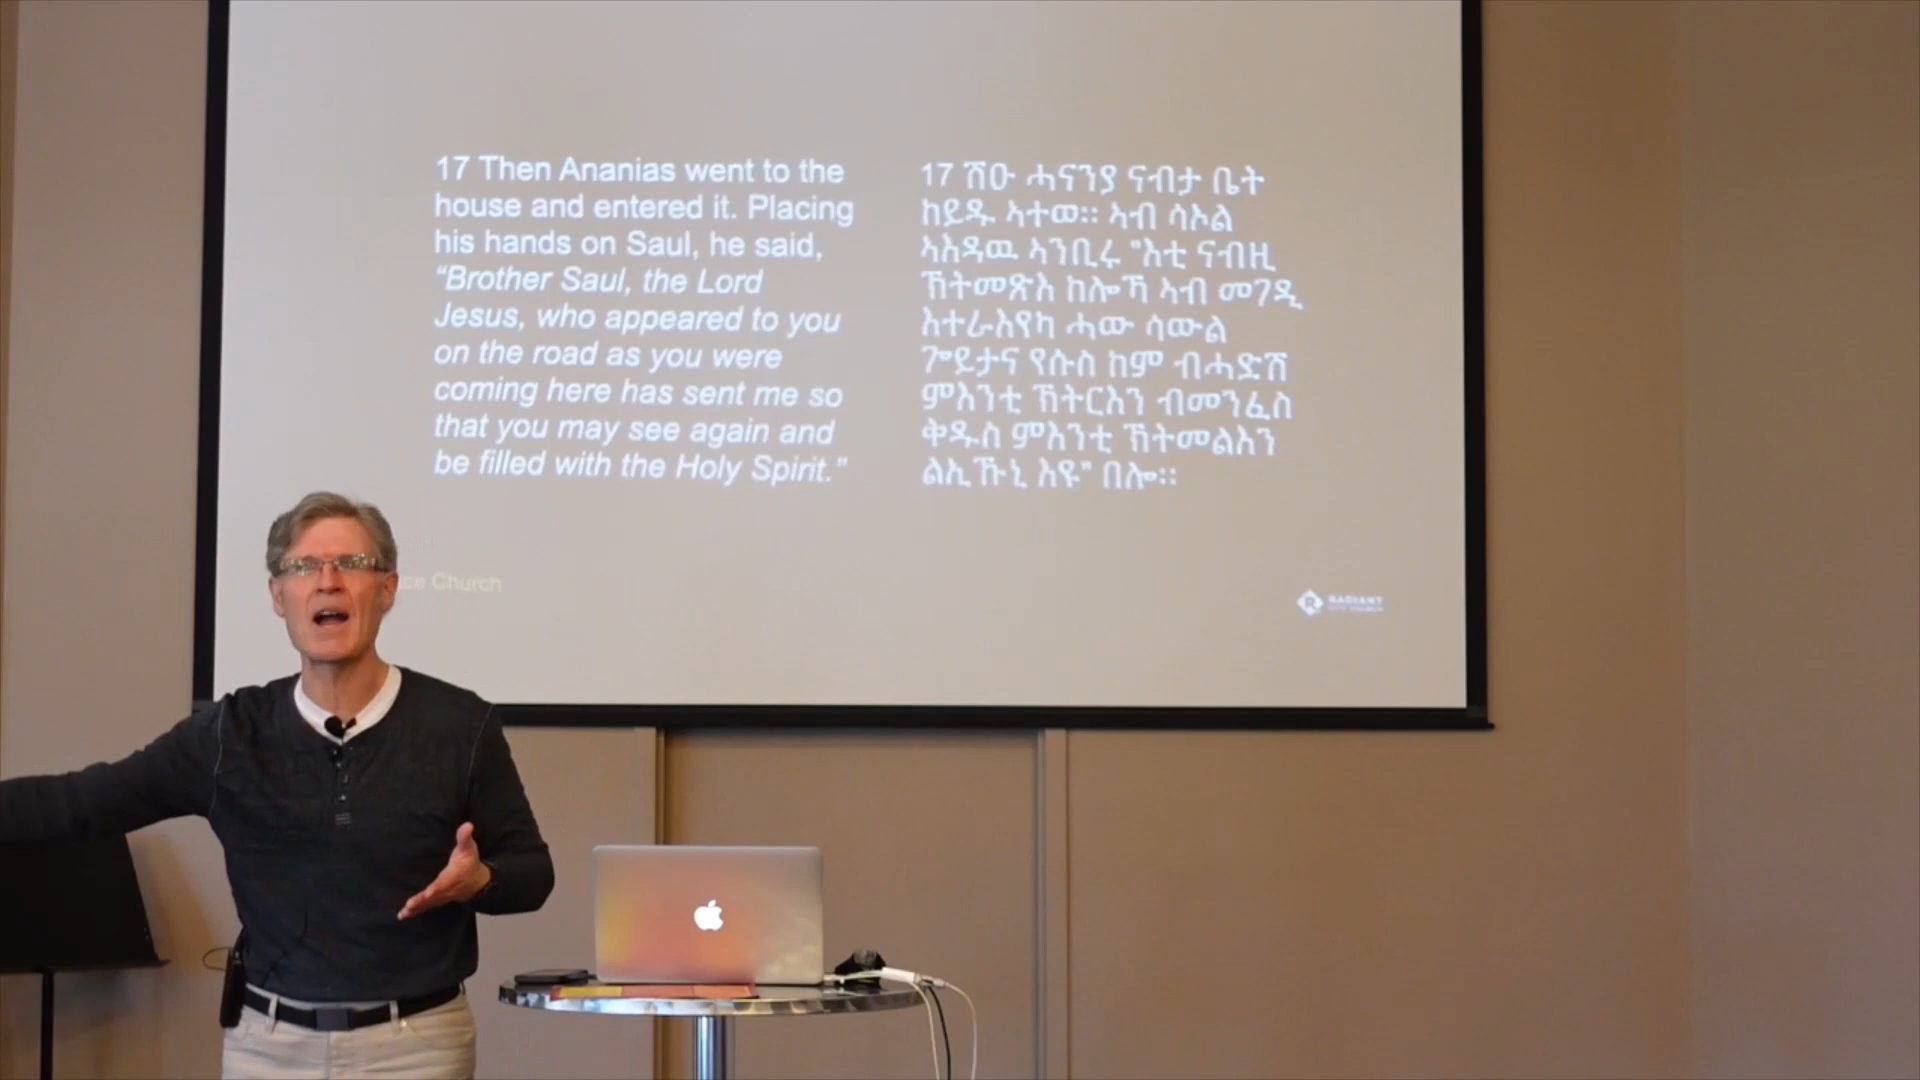 17 Then Ananias went to the
house and entered it. Placing
his hands on Saul, he said,
“Brother Saul, the Lord
Jesus, who appeared to you
on the road as you were
coming here has sent me so
that you may see again and
be filled with the Holy Spirit.”
17 ሽዑ ሓናንያ ናብታ ቤት
ከይዱ ኣተወ። ኣብ ሳኦል
ኣእዳዉ ኣንቢሩ "እቲ ናብዚ
ኽትመጽእ ከሎኻ ኣብ መገዲ
እተራእየካ ሓው ሳውል
ጐይታና የሱስ ከም ብሓድሽ
ምእንቲ ኽትርእን ብመንፈስ
ቅዱስ ምእንቲ ኽትመልእን
ልኢኹኒ እዩ" በሎ።
Church
RADIANT
CITY CHURCH